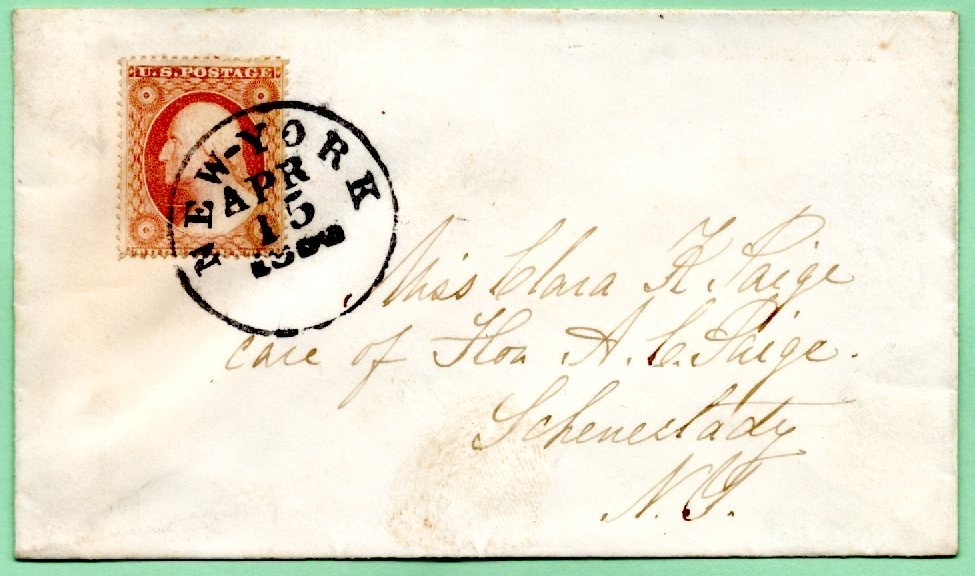 U.S. POSTAGE
NEW-YORK
APR
15
Miss Clara K. Paige
care of Hon A. C. Paige.
Schenectady
N.Y.